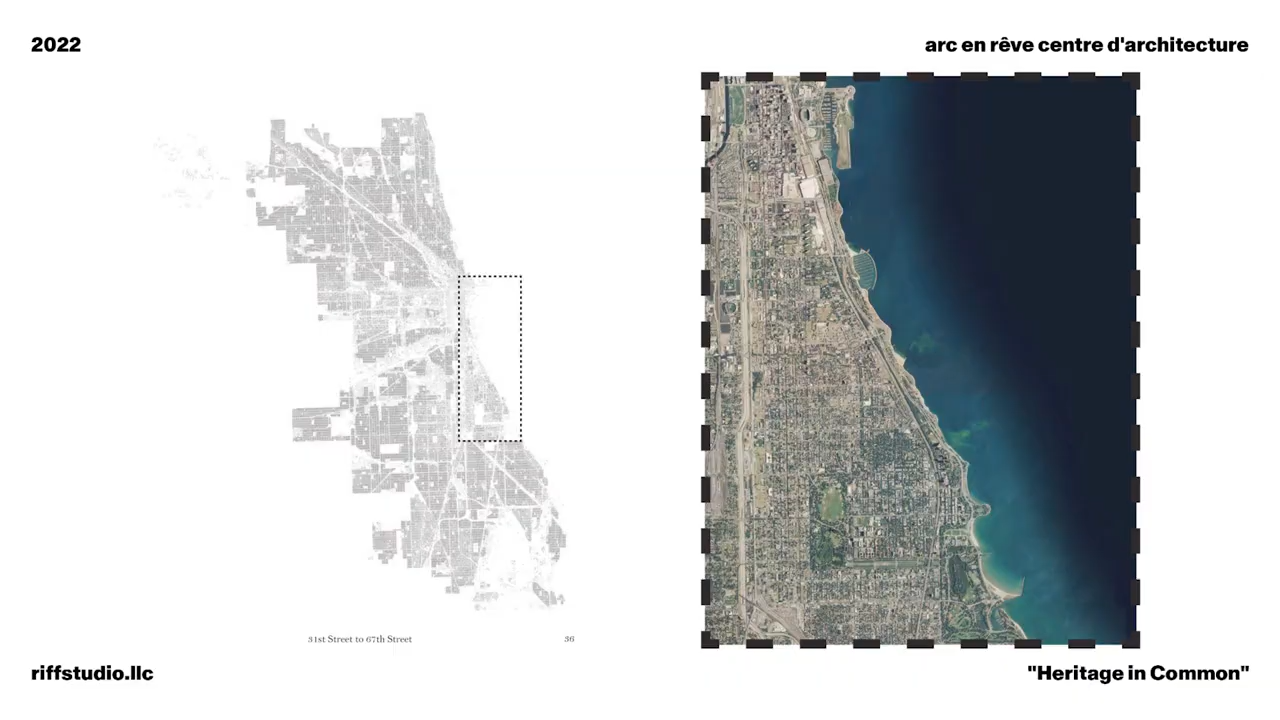 2022
arc en rêve centre d'architecture
31st Street to 67th Street
36
riffstudio.llc
"Heritage in Common"